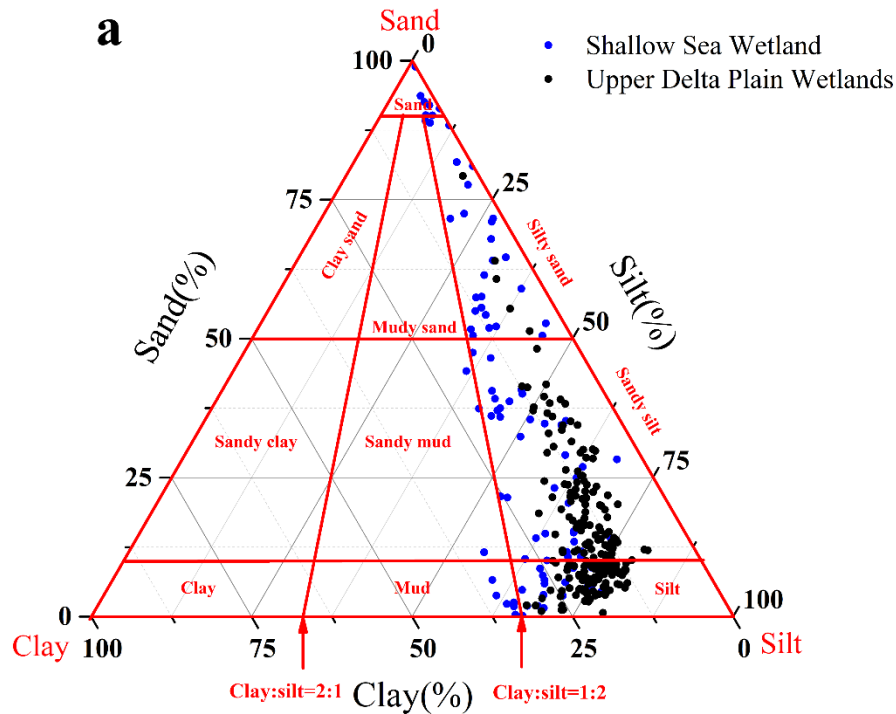 a
Sand
0
100
Shallow Sea Wetland
Upper Delta Plain Wetlands
Sand
75
25
Clay sand
Silty sand
Sand(%)
Silt(%)
50
Mudy sand
50
Sandy silt
Sandy clay
Sandy mud
25
75
Clay
Mud
Silt
0
100
Clay
100
75
50
25
0
Silt
Clay:silt=2:1
Clay(%)
Clay:silt=1:2